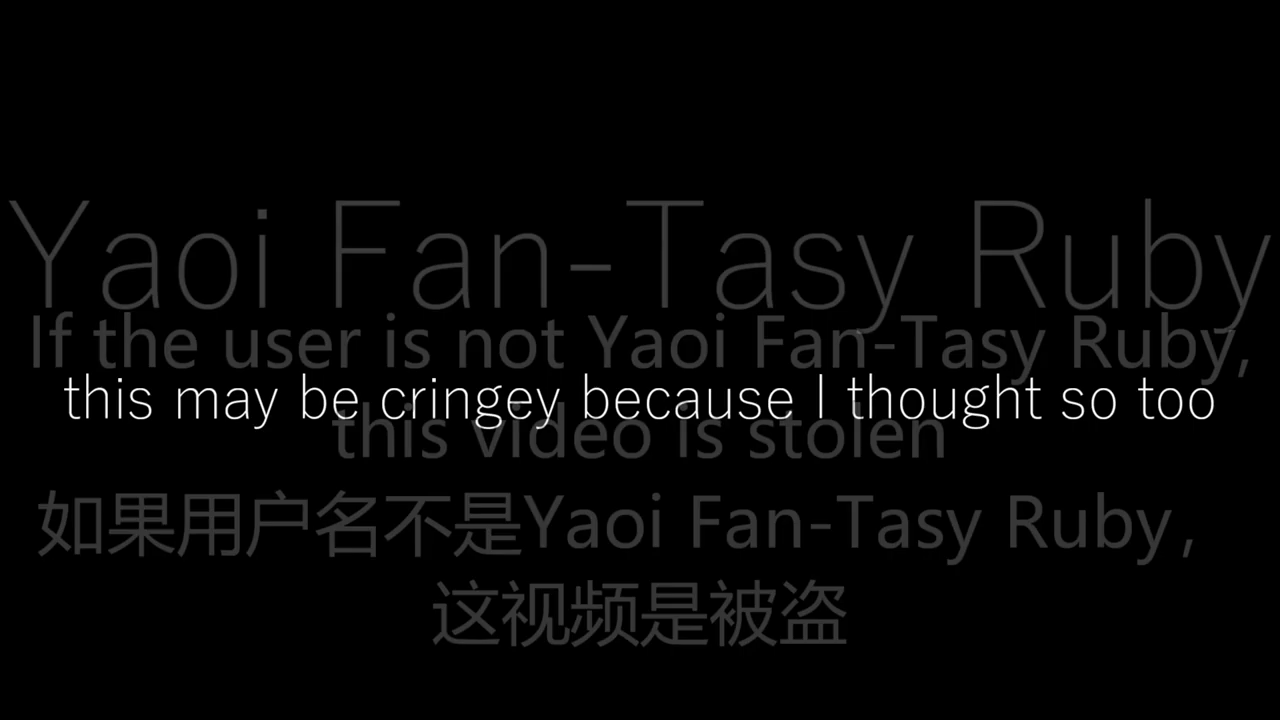 Yaoi Fan-Tasy Ruby
If the user is not Yaoi Fan-Tasy Ruby,
this may be cringey because I thought so too
this video is stolen
如果用户名不是Yaoi Fan-Tasy Ruby，
这视频是被盗